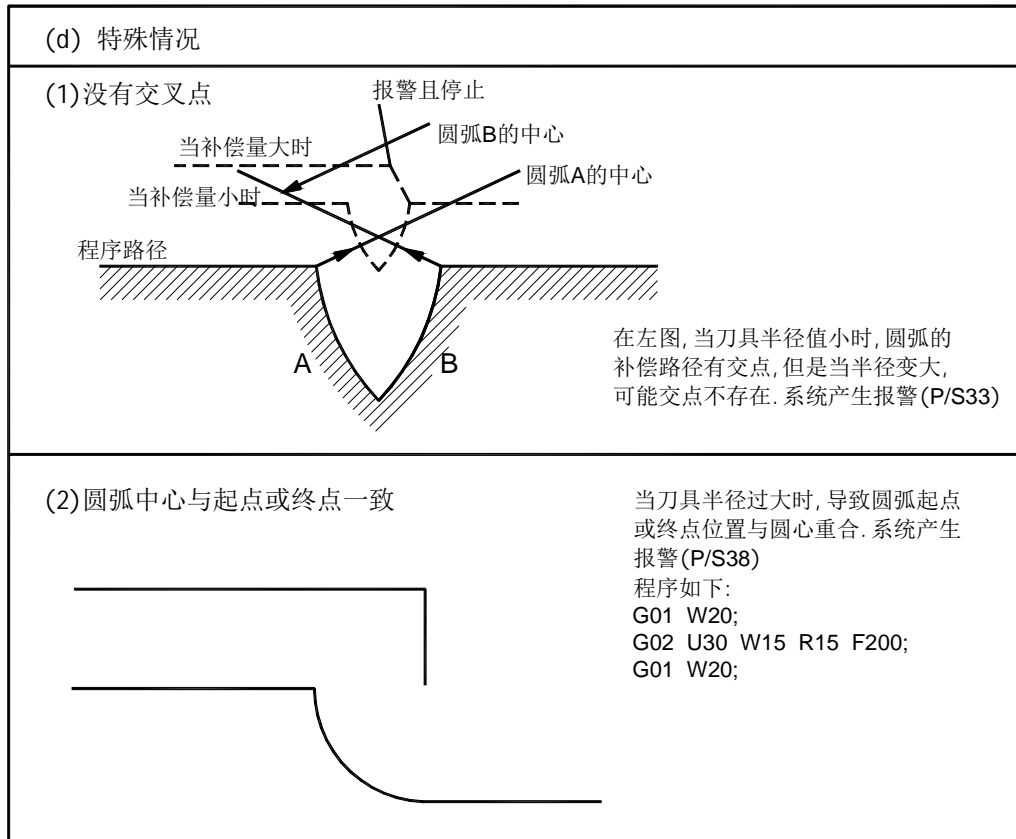 (d) 特殊情况
(1)没有交叉点
报警且停止
圆弧B的中心
当补偿量大时
圆弧A的中心
当补偿量小时
程序路径
A
B
在左图,当刀具半径值小时,圆弧的
补偿路径有交点,但是当半径变大,
可能交点不存在.系统产生报警(P/S33)
(2)圆弧中心与起点或终点一致
当刀具半径过大时,导致圆弧起点
或终点位置与圆心重合.系统产生
报警(P/S38)
程序如下:
G01 W20;
G02 U30 W15 R15 F200;
G01 W20;